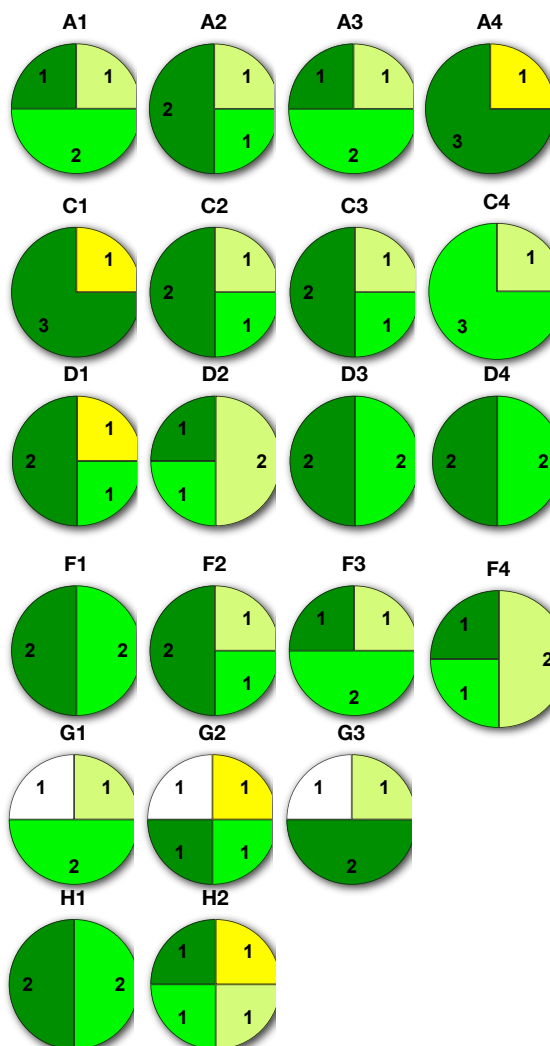 A1 A2 A3 A4
1 1 2 2 1 1 1 1 2 1 3
C1 C2 C3 C4
1 3 2 1 1 2 1 1 1 3
D1 D2 D3 D4
2 1 1 1 2 1 2 2 2 2
F1 F2 F3 F4
2 2 2 1 1 1 1 2 1 2 1
G1 G2 G3
1 1 2 1 1 1 1 1 1 2
H1 H2
2 2 1 1 1 1